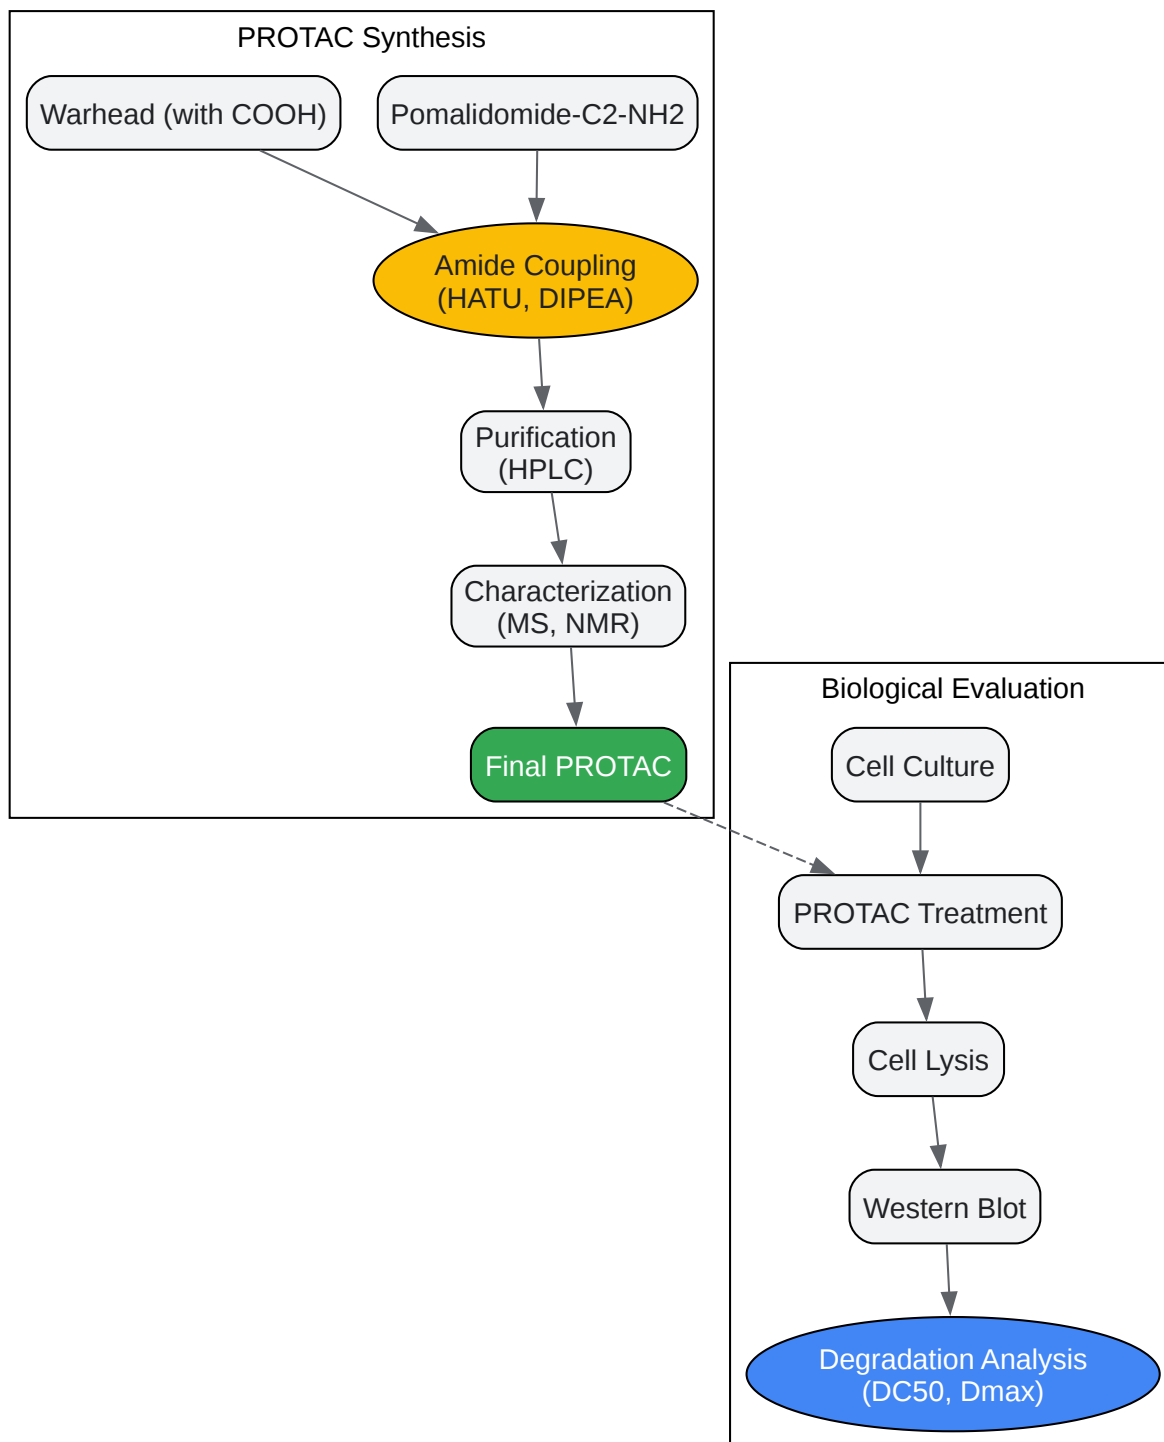 PROTAC Synthesis
Warhead (with COOH)
Pomalidomide-C2-NH2
Amide Coupling
(HATU, DIPEA)
Purification
(HPLC)
Characterization
(MS, NMR)
Final PROTAC
Biological Evaluation
Cell Culture
PROTAC Treatment
Cell Lysis
Western Blot
Degradation Analysis
(DC50, Dmax)